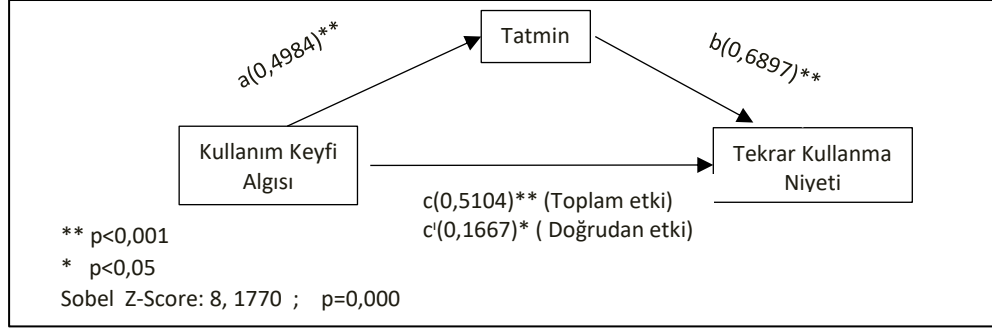 Tatmin
a(0,4984)**
b(0,6897)**
Kullanım Keyfi
Algısı
Tekrar Kullanma
Niyeti
c(0,5104)** (Toplam etki)
c'(0,1667)* ( Doğrudan etki)
** p<0,001
* p<0,05
Sobel Z-Score: 8, 1770 ; p=0,000